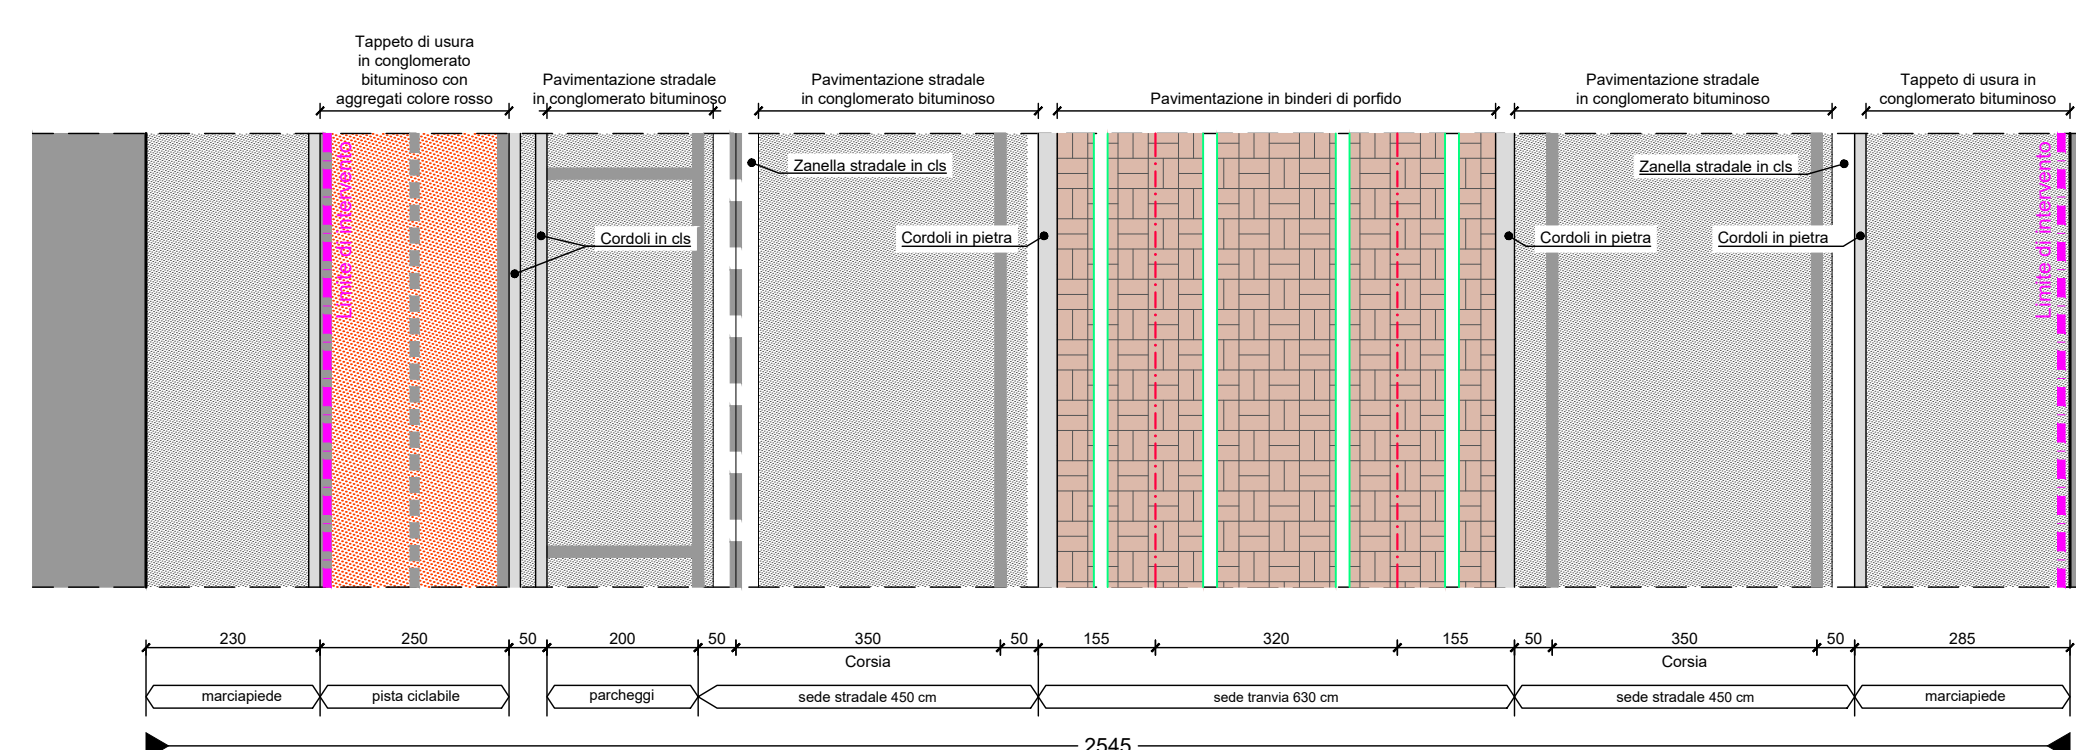 Tappeto di usura
in conglomerato
bituminoso con
aggregati colore rosso
Pavimentazione stradale
in conglomerato bituminoso
Pavimentazione stradale
in conglomerato bituminoso
Pavimentazione in binderi di porfido
Pavimentazione stradale
in conglomerato bituminoso
Tappeto di usura in
conglomerato bituminoso
Limite di intervento
Zanella stradale in cls
Zanella stradale in cls
Limite di intervento
Cordoli in cls
Cordoli in pietra
Cordoli in pietra
Cordoli in pietra
230 250 50 200 50 350 50 155 320 155 50 350 50 285
Corsia Corsia
marciapiede pista ciclabile parcheggi sede stradale 450 cm sede tranvia 630 cm sede stradale 450 cm marciapiede
2545